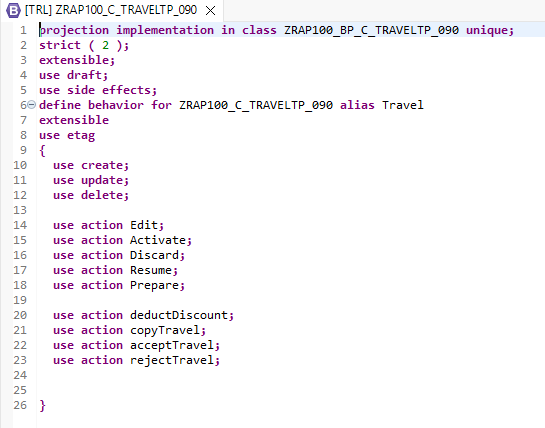 [TRL] ZRAP100_C_TRAVELTP_090
1 projection implementation in class ZRAP100_BP_C_TRAVELTP_090 unique;
2 strict ( 2 );
3 extensible;
4 use draft;
5 use side effects;
6 define behavior for ZRAP100_C_TRAVELTP_090 alias Travel
7 extensible
8 use etag
9 {
10 use create;
11 use update;
12 use delete;
13
14 use action Edit;
15 use action Activate;
16 use action Discard;
17 use action Resume;
18 use action Prepare;
19
20 use action deductDiscount;
21 use action copyTravel;
22 use action acceptTravel;
23 use action rejectTravel;
24
25
26 }